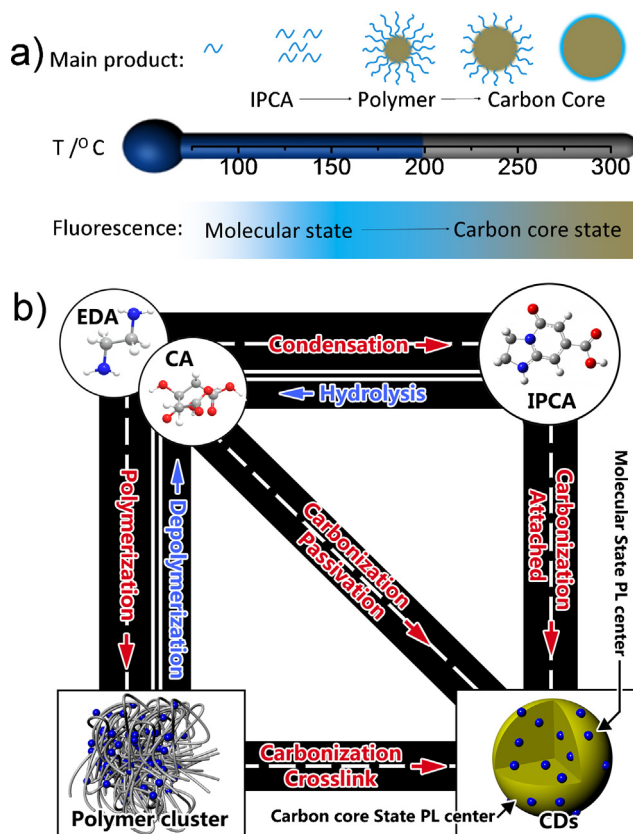 a)
Main product:
IPCA
Polymer
Carbon Core
T /⁰ C
100
150
200
250
300
Fluorescence:
Molecular state
Carbon core state
b)
EDA
CA
Condensation
Hydrolysis
IPCA
Polymerization
Depolymerization
Carbonization
Passivation
Carbonization
Attached
Molecular State PL center
Carbonization
Crosslink
Polymer cluster
Carbon core State PL center
CDs